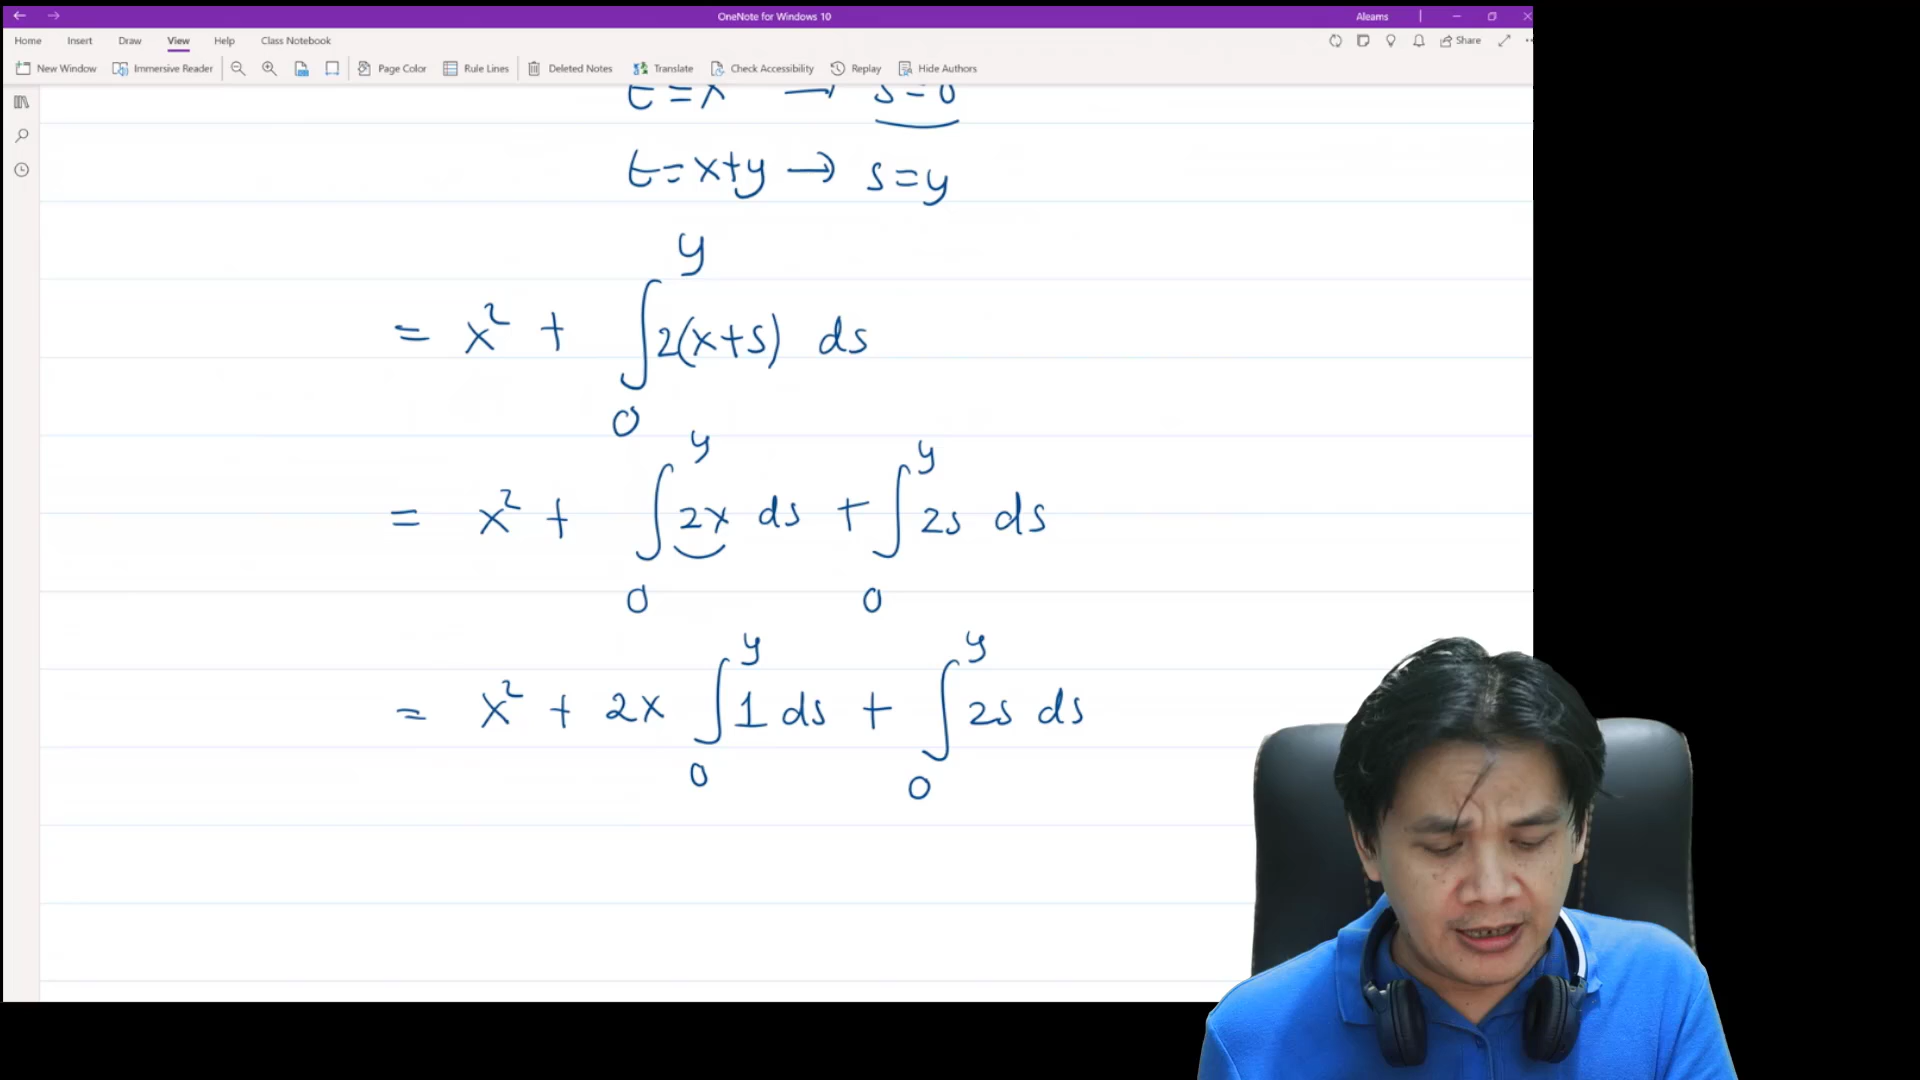 OneNote for Windows 10
Aleams
Home Insert Draw View Help Class Notebook
Share
New Window Immersive Reader Page Color Rule Lines Deleted Notes Translate Check Accessibility Replay Hide Authors
t = x → s = 0
t = x+y → s = y
= x² + ∫₀ʸ 2(x+s) ds
= x² + ∫₀ʸ 2x ds + ∫₀ʸ 2s ds
= x² + 2x ∫₀ʸ 1 ds + ∫₀ʸ 2s ds